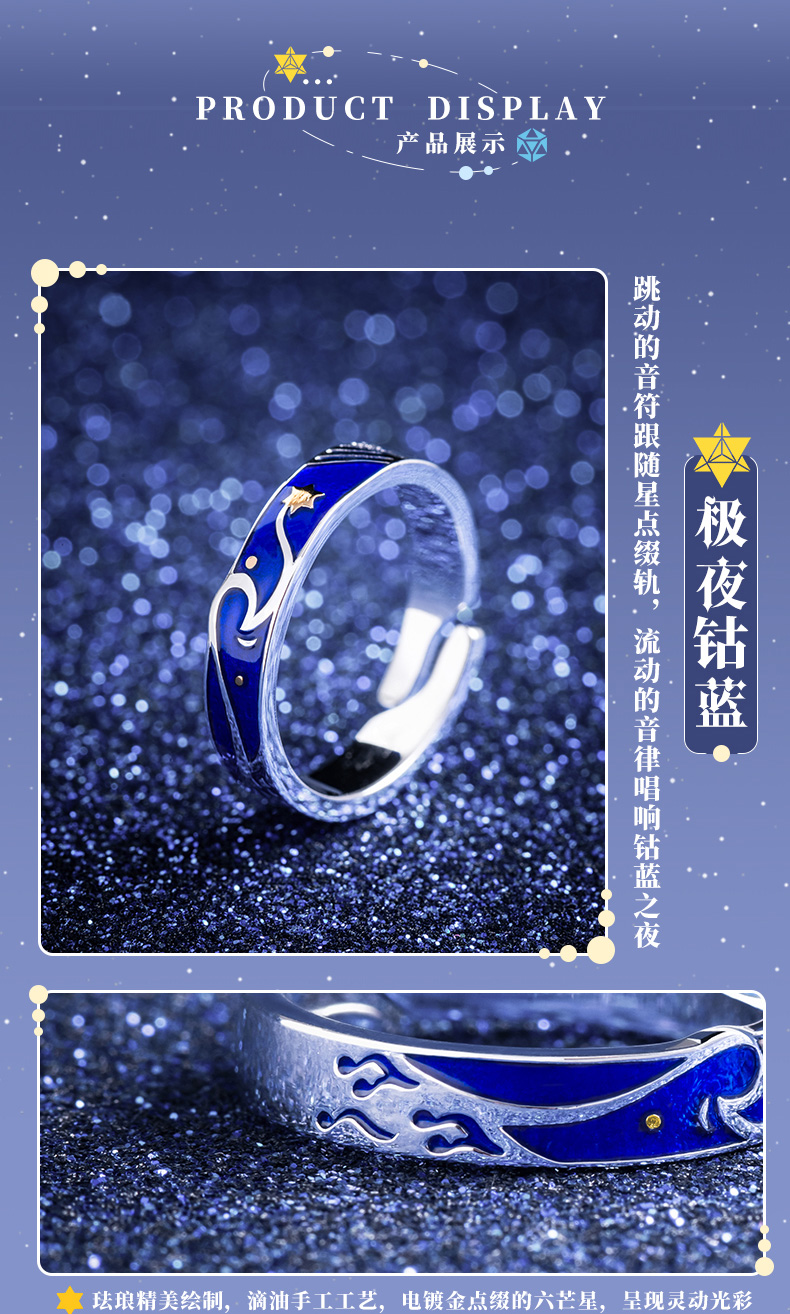 PRODUCT DISPLAY
产品展示
跳动的音符跟随星点缀轨，流动的音律唱响钴蓝之夜
极夜钴蓝
珐琅精美绘制，滴油手工工艺，电镀金点缀的六芒星，呈现灵动光彩